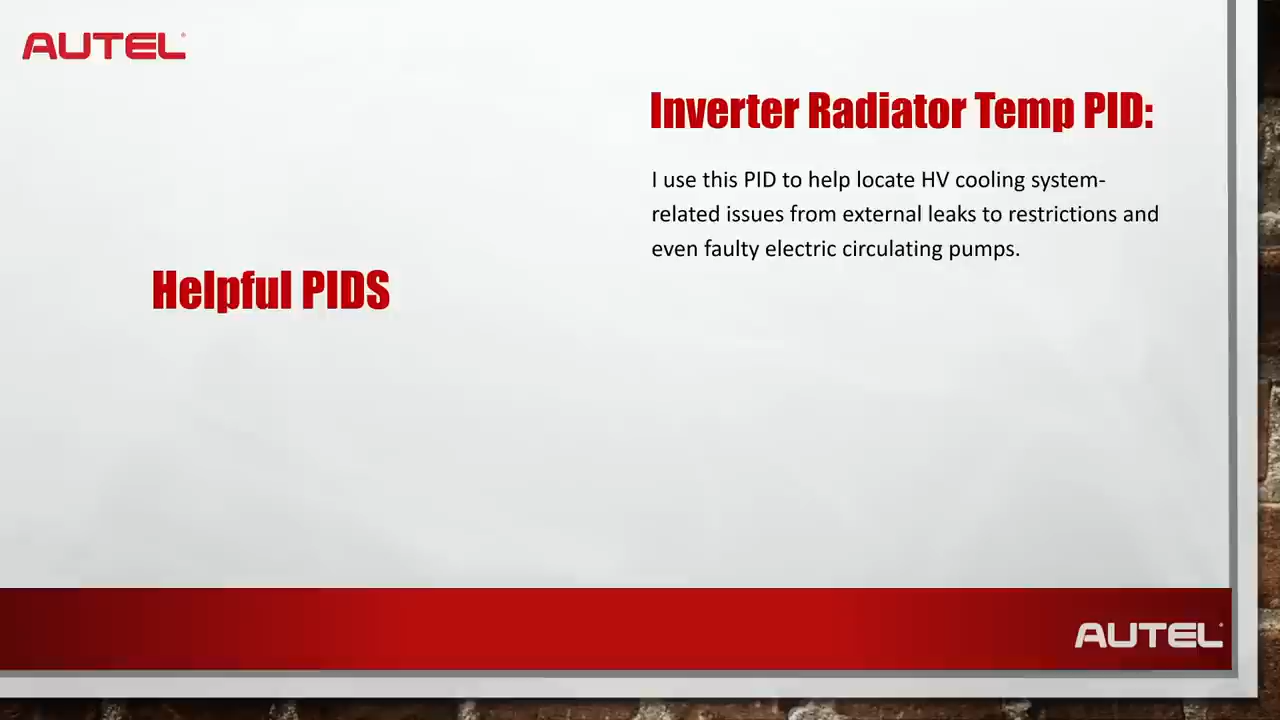 AUTEL
Inverter Radiator Temp PID:
I use this PID to help locate HV cooling system-
related issues from external leaks to restrictions and
even faulty electric circulating pumps.
Helpful PIDS
AUTEL